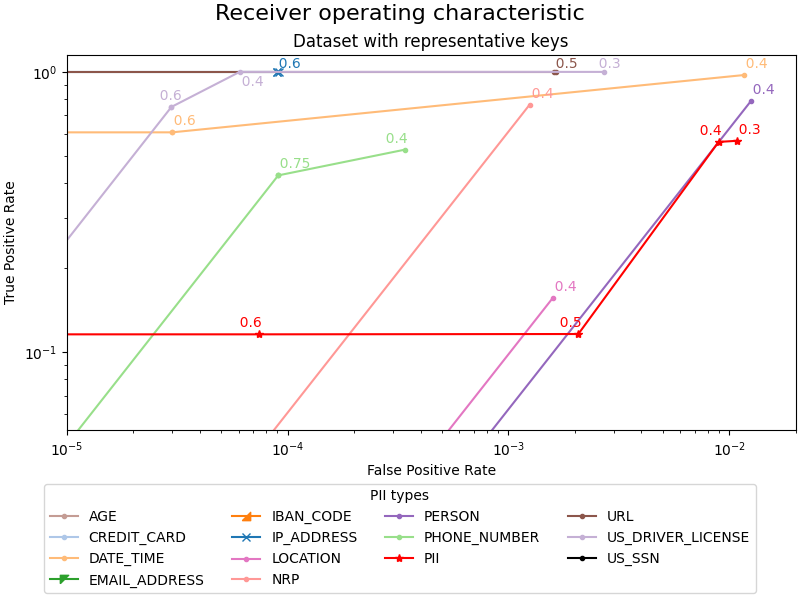 Receiver operating characteristic
Dataset with representative keys
0.6 0.5 0.3 0.4
0.6 0.4 0.4 0.4
0.6 0.4 0.4 0.3
0.75
0.4
0.6 0.5
True Positive Rate
10⁰
10⁻¹
10⁻⁵ 10⁻⁴ 10⁻³ 10⁻²
False Positive Rate
PII types
AGE IBAN_CODE PERSON URL
CREDIT_CARD IP_ADDRESS PHONE_NUMBER US_DRIVER_LICENSE
DATE_TIME LOCATION PII US_SSN
EMAIL_ADDRESS NRP